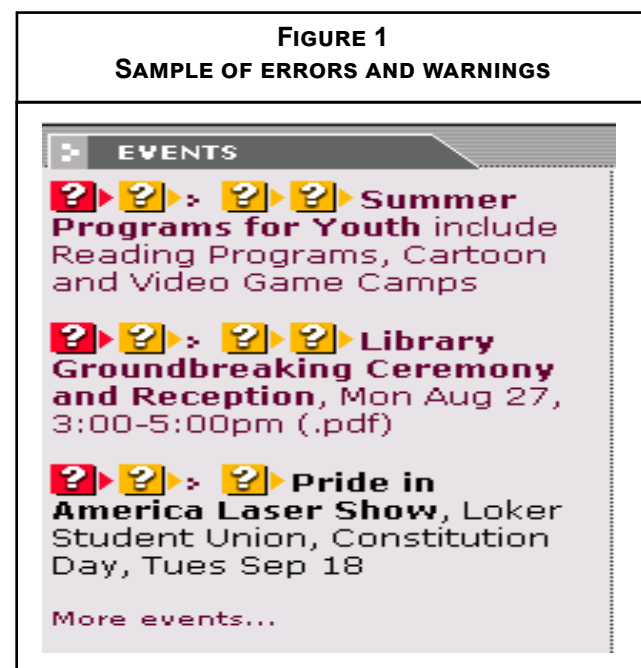 FIGURE 1
SAMPLE OF ERRORS AND WARNINGS
EVENTS
? ? > ? ? Summer
Programs for Youth include
Reading Programs, Cartoon
and Video Game Camps
? ? > ? ? Library
Groundbreaking Ceremony
and Reception, Mon Aug 27,
3:00-5:00pm (.pdf)
? ? > ? Pride in
America Laser Show, Loker
Student Union, Constitution
Day, Tues Sep 18
More events...